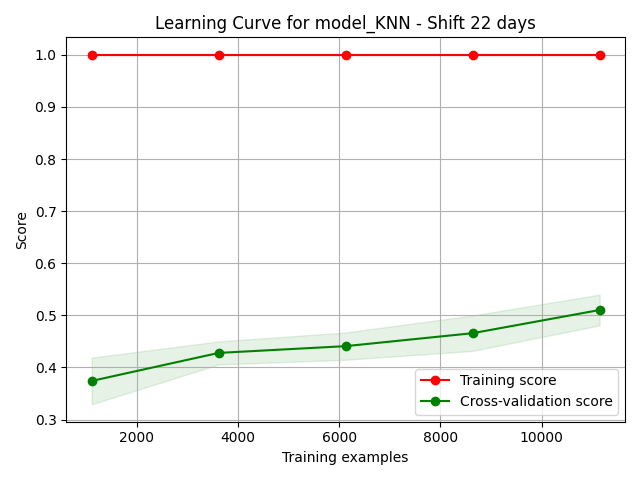 Learning Curve for model_KNN - Shift 22 days
Score
1.0
0.9
0.8
0.7
0.6
0.5
0.4
0.3
2000 4000 6000 8000 10000
Training examples
Training score
Cross-validation score